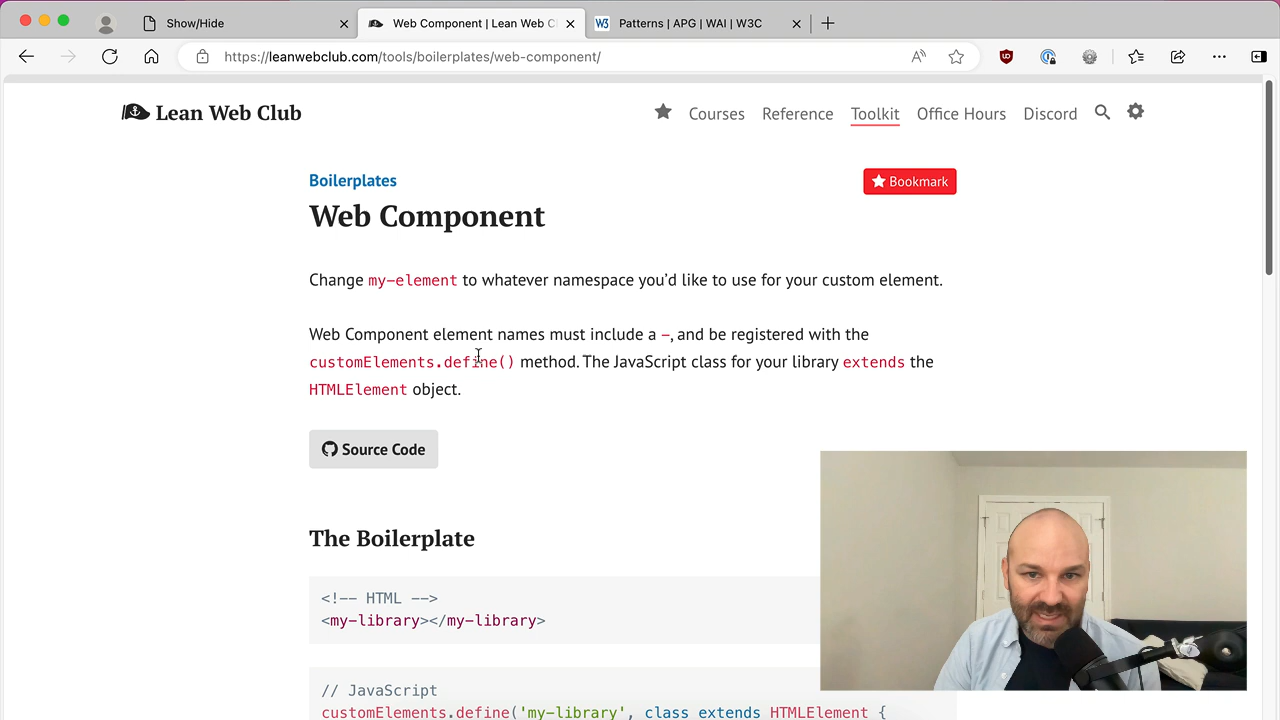 Show/Hide
Web Component | Lean Web C
Patterns | APG | WAI | W3C
https://leanwebclub.com/tools/boilerplates/web-component/
Lean Web Club
Courses
Reference
Toolkit
Office Hours
Discord
Boilerplates
Bookmark
Web Component
Change my-element to whatever namespace you’d like to use for your custom element.
Web Component element names must include a -, and be registered with the
customElements.define() method. The JavaScript class for your library extends the
HTMLElement object.
Source Code
The Boilerplate
<!-- HTML -->
<my-library></my-library>
// JavaScript
customElements.define('my-library', class extends HTMLElement {